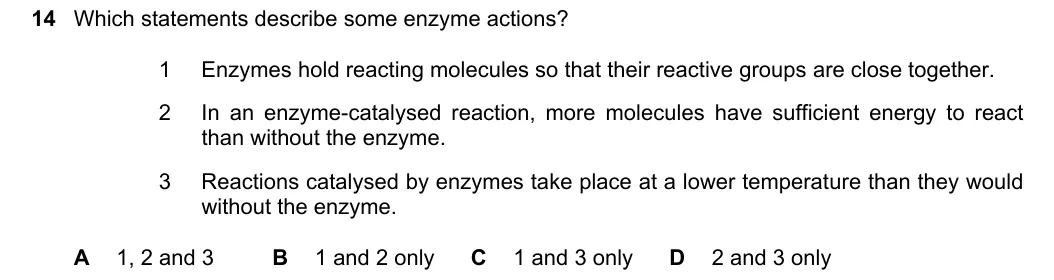 14 Which statements describe some enzyme actions?
1 Enzymes hold reacting molecules so that their reactive groups are close together.
2 In an enzyme-catalysed reaction, more molecules have sufficient energy to react
than without the enzyme.
3 Reactions catalysed by enzymes take place at a lower temperature than they would
without the enzyme.
A 1, 2 and 3 B 1 and 2 only C 1 and 3 only D 2 and 3 only